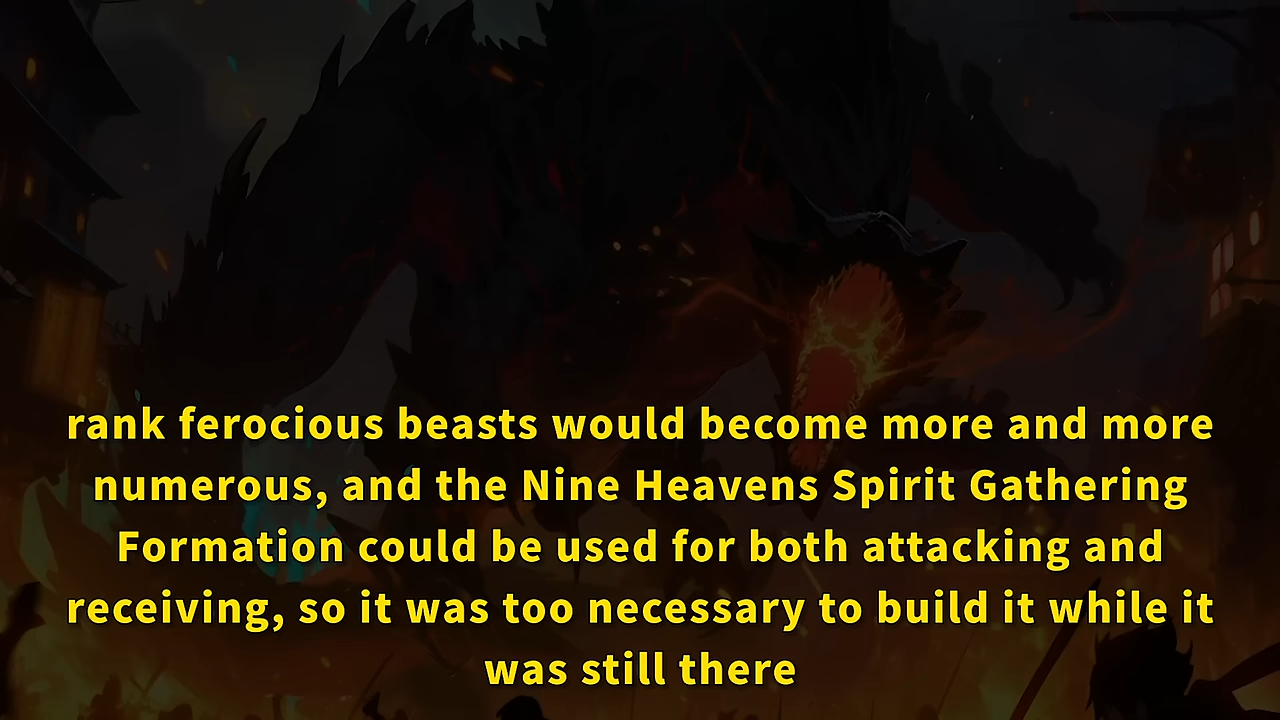 rank ferocious beasts would become more and more
numerous, and the Nine Heavens Spirit Gathering
Formation could be used for both attacking and
receiving, so it was too necessary to build it while it
was still there